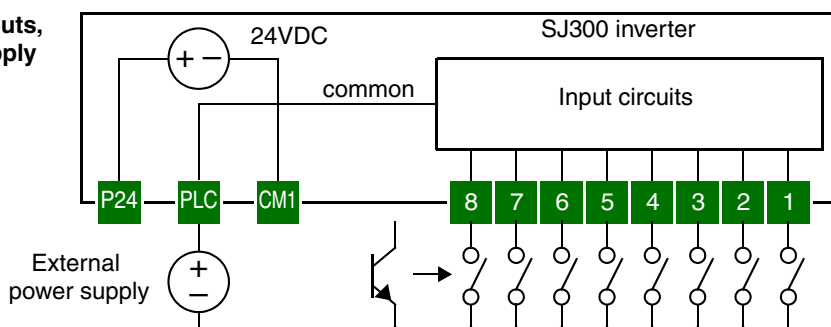 uts,
pply
24VDC
SJ300 inverter
+ −
common
Input circuits
P24 PLC CM1 8 7 6 5 4 3 2 1
External
power supply
+
−